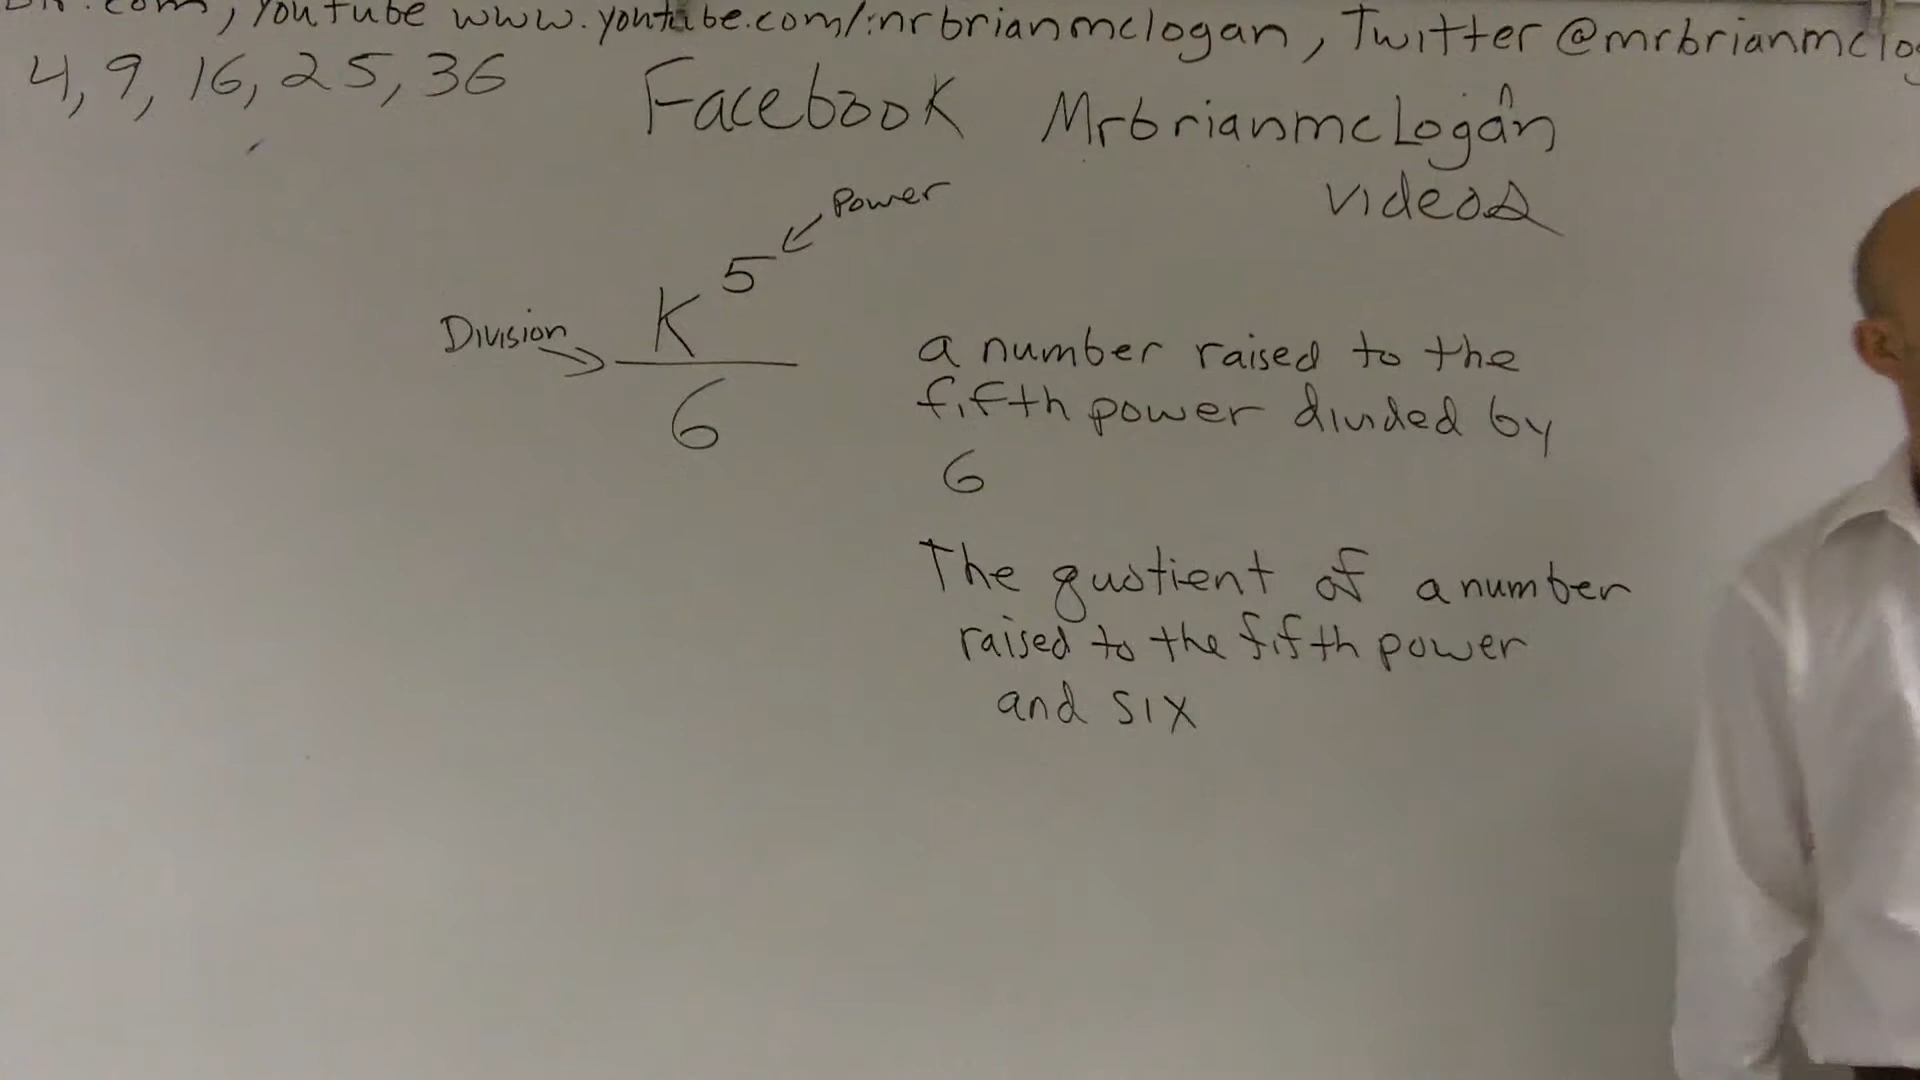 .com, YouTube www.youtube.com/mrbrianmclogan, Twitter @mrbrianmclo
4, 9, 16, 25, 36
Facebook MrbrianmcLogan
videos
Power
K^5
Division
6
a number raised to the
fifth power divided by
6
The quotient of a number
raised to the fifth power
and six